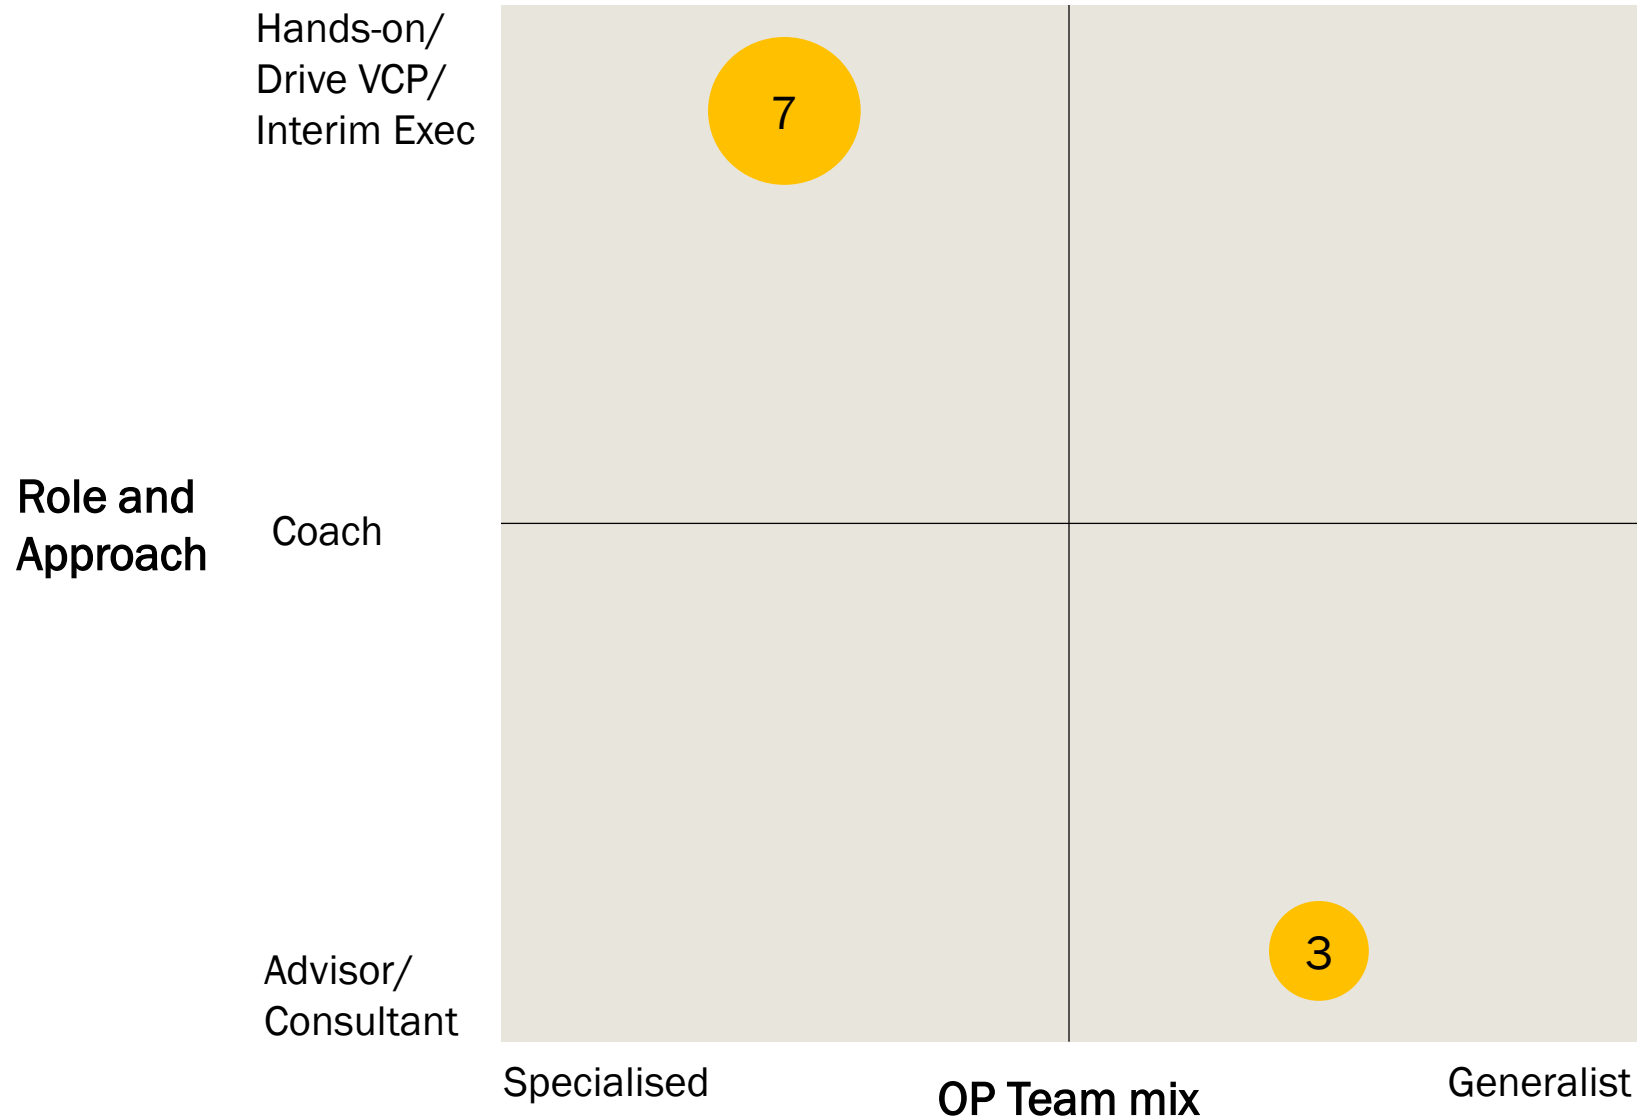 Hands-on/
Drive VCP/
Interim Exec
7
Role and
Approach
Coach
3
Advisor/
Consultant
Specialised
OP Team mix
Generalist